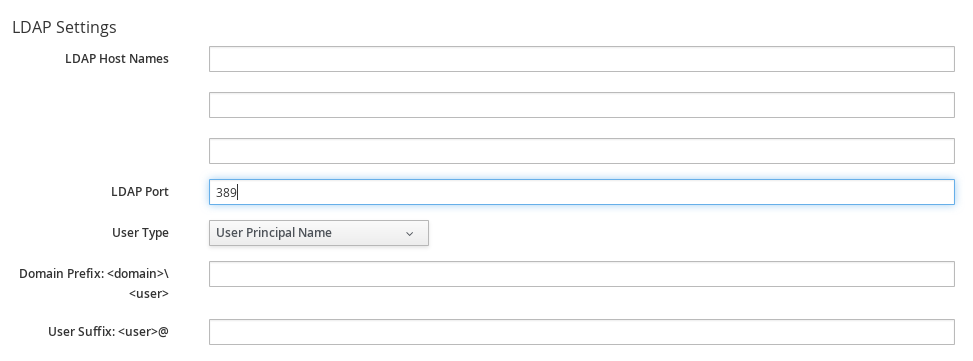 LDAP Settings
LDAP Host Names
LDAP Port
389
User Type
User Principal Name
Domain Prefix: <domain>\
<user>
User Suffix: <user>@